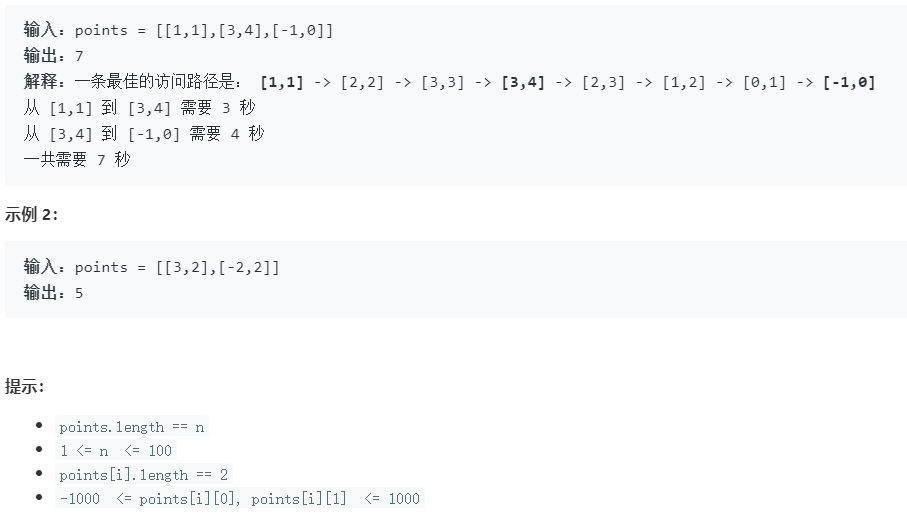 输入：points = [[1,1],[3,4],[-1,0]]
输出：7
解释：一条最佳的访问路径是： [1,1] -> [2,2] -> [3,3] -> [3,4] -> [2,3] -> [1,2] -> [0,1] -> [-1,0]
从 [1,1] 到 [3,4] 需要 3 秒
从 [3,4] 到 [-1,0] 需要 4 秒
一共需要 7 秒
示例 2：
输入：points = [[3,2],[-2,2]]
输出：5
提示：
• points.length == n
• 1 <= n <= 100
• points[i].length == 2
• -1000 <= points[i][0], points[i][1] <= 1000